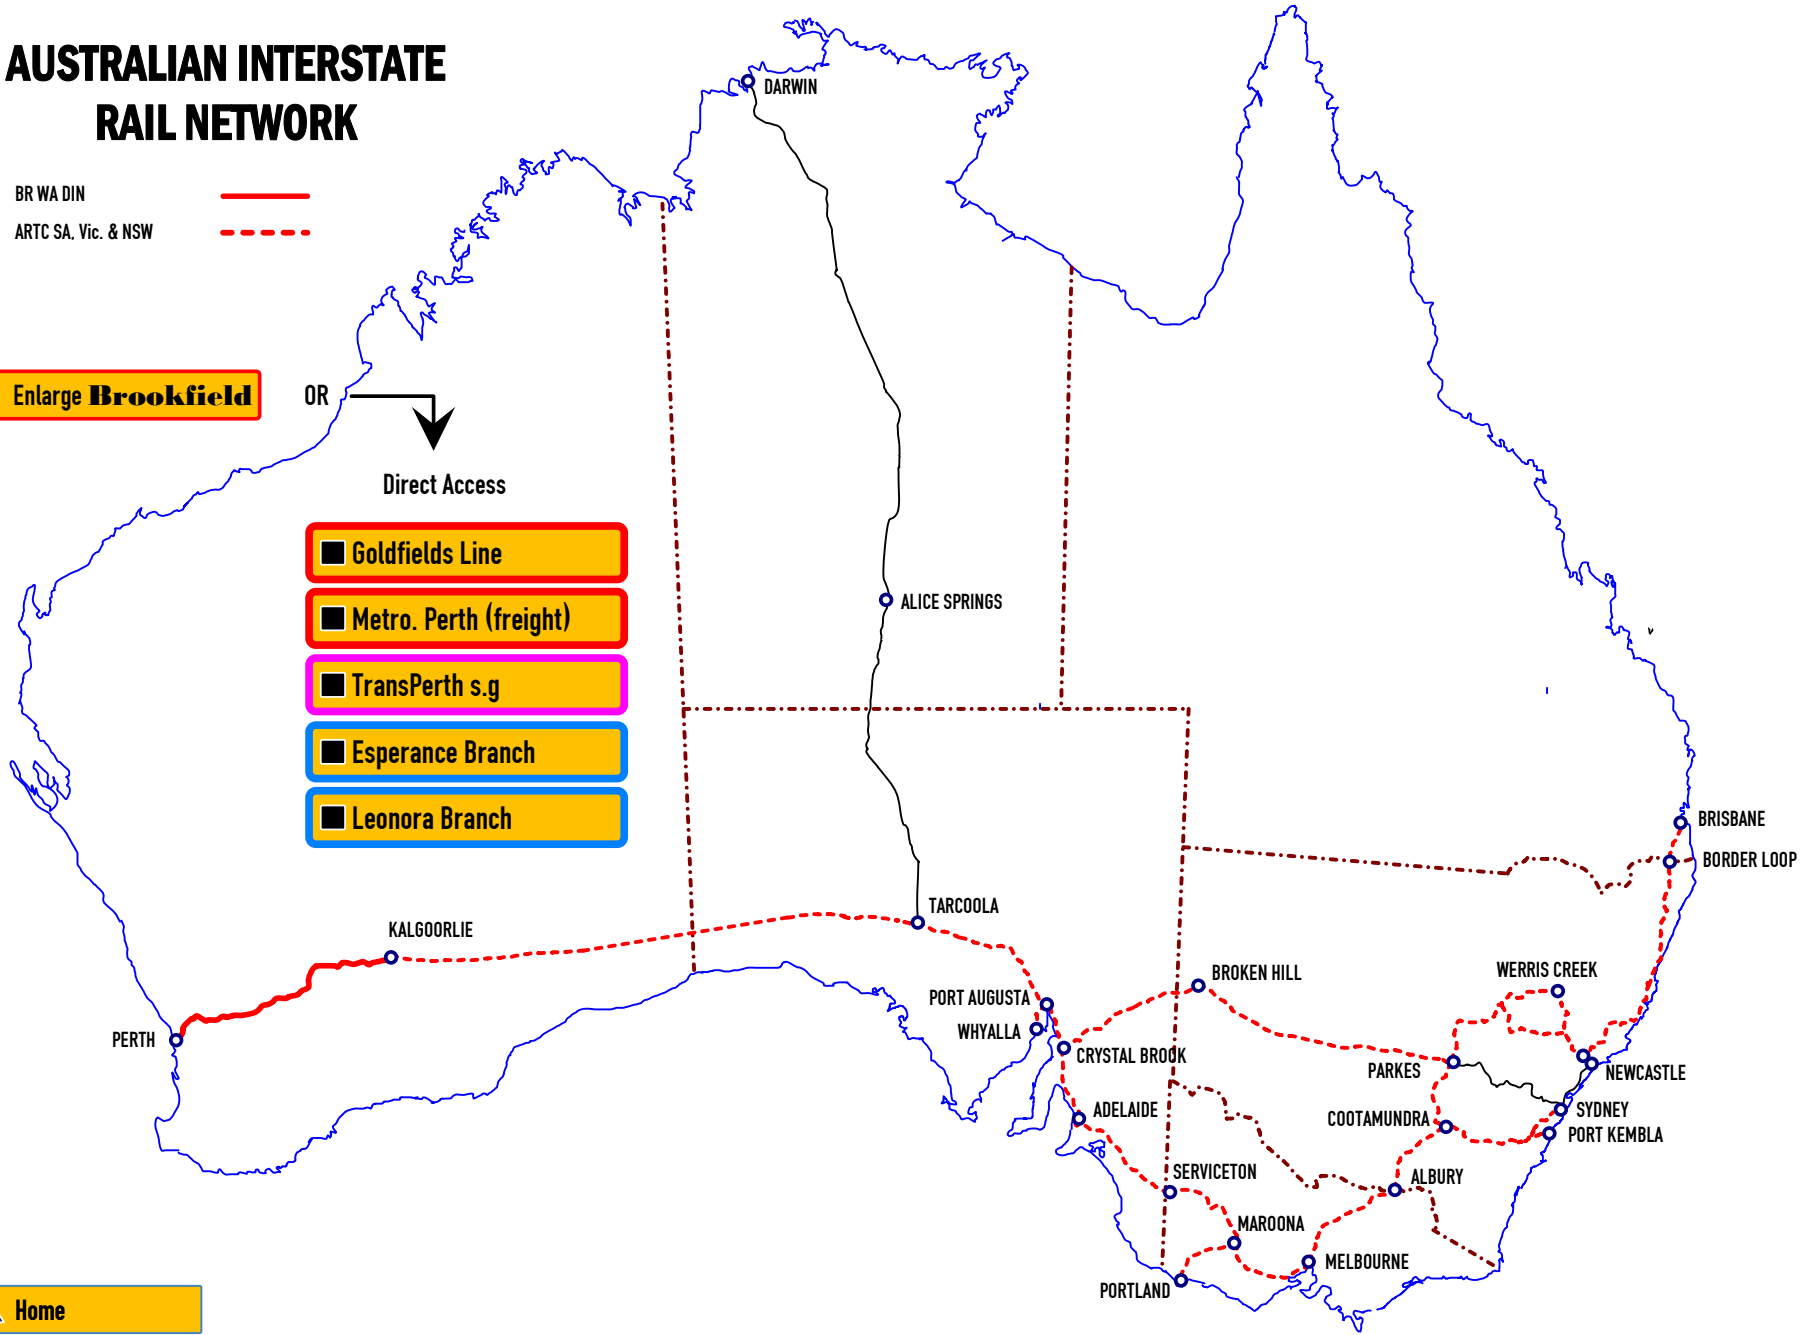 AUSTRALIAN INTERSTATE
RAIL NETWORK
BR WA DIN
ARTC SA, Vic. & NSW
Enlarge Brookfield
OR
Direct Access
Goldfields Line
Metro. Perth (freight)
TransPerth s.g
Esperance Branch
Leonora Branch
DARWIN
ALICE SPRINGS
BRISBANE
BORDER LOOP
TARCOOLA
KALGOORLIE
BROKEN HILL
WERRIS CREEK
PORT AUGUSTA
WHYALLA
PERTH
CRYSTAL BROOK
PARKES
NEWCASTLE
ADELAIDE
COOTAMUNDRA
SYDNEY
PORT KEMBLA
SERVICETON
ALBURY
MAROONA
MELBOURNE
PORTLAND
Home